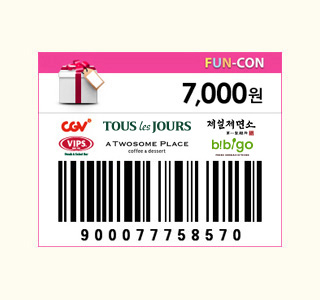 FUN-CON
7,000원
CGV TOUS les JOURS 제일제면소
VIPS A TWOSOME PLACE bibigo
coffee & dessert
900077758570